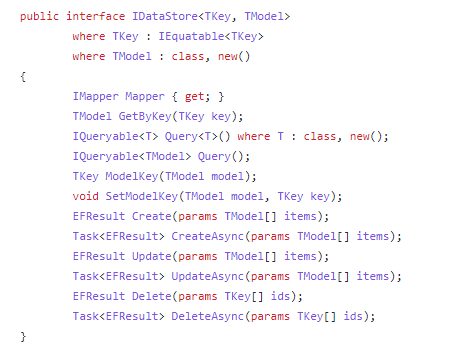 public interface IDataStore<TKey, TModel>
where TKey : IEquatable<TKey>
where TModel : class, new()
{
IMapper Mapper { get; }
TModel GetByKey(TKey key);
IQueryable<T> Query<T>() where T : class, new();
IQueryable<TModel> Query();
TKey ModelKey(TModel model);
void SetModelKey(TModel model, TKey key);
EFResult Create(params TModel[] items);
Task<EFResult> CreateAsync(params TModel[] items);
EFResult Update(params TModel[] items);
Task<EFResult> UpdateAsync(params TModel[] items);
EFResult Delete(params TKey[] ids);
Task<EFResult> DeleteAsync(params TKey[] ids);
}